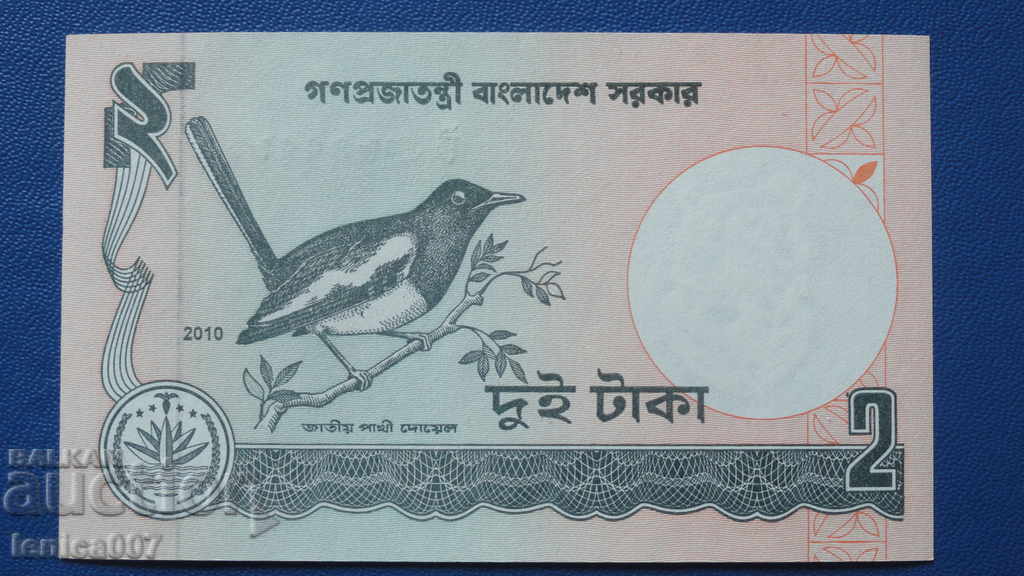 ২
গণপ্রজাতন্ত্রী বাংলাদেশ সরকার
2010
দুই টাকা
জাতীয় পাখী দোয়েল
2
BALKAN
auction
lenica007